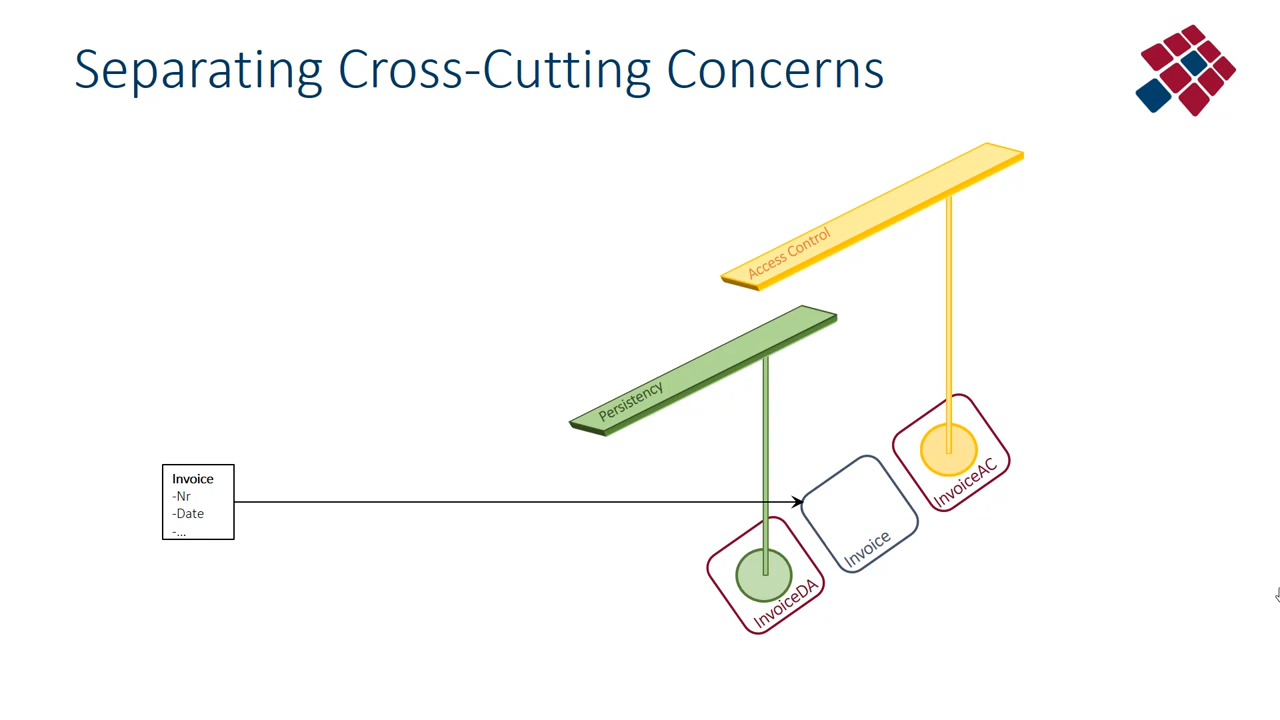 Separating Cross-Cutting Concerns
Access Control
Persistency
Invoice
-Nr
-Date
-...
InvoiceAC
Invoice
InvoiceDA